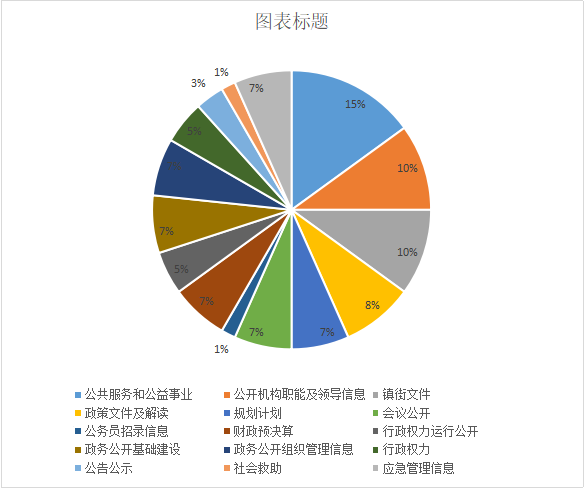 图表标题
15%
10%
10%
8%
7%
7%
1%
7%
5%
7%
7%
5%
3%
1%
7%
公共服务和公益事业 公开机构职能及领导信息 镇街文件
政策文件及解读 规划计划 会议公开
公务员招录信息 财政预决算 行政权力运行公开
政务公开基础建设 政务公开组织管理信息 行政权力
公告公示 社会救助 应急管理信息